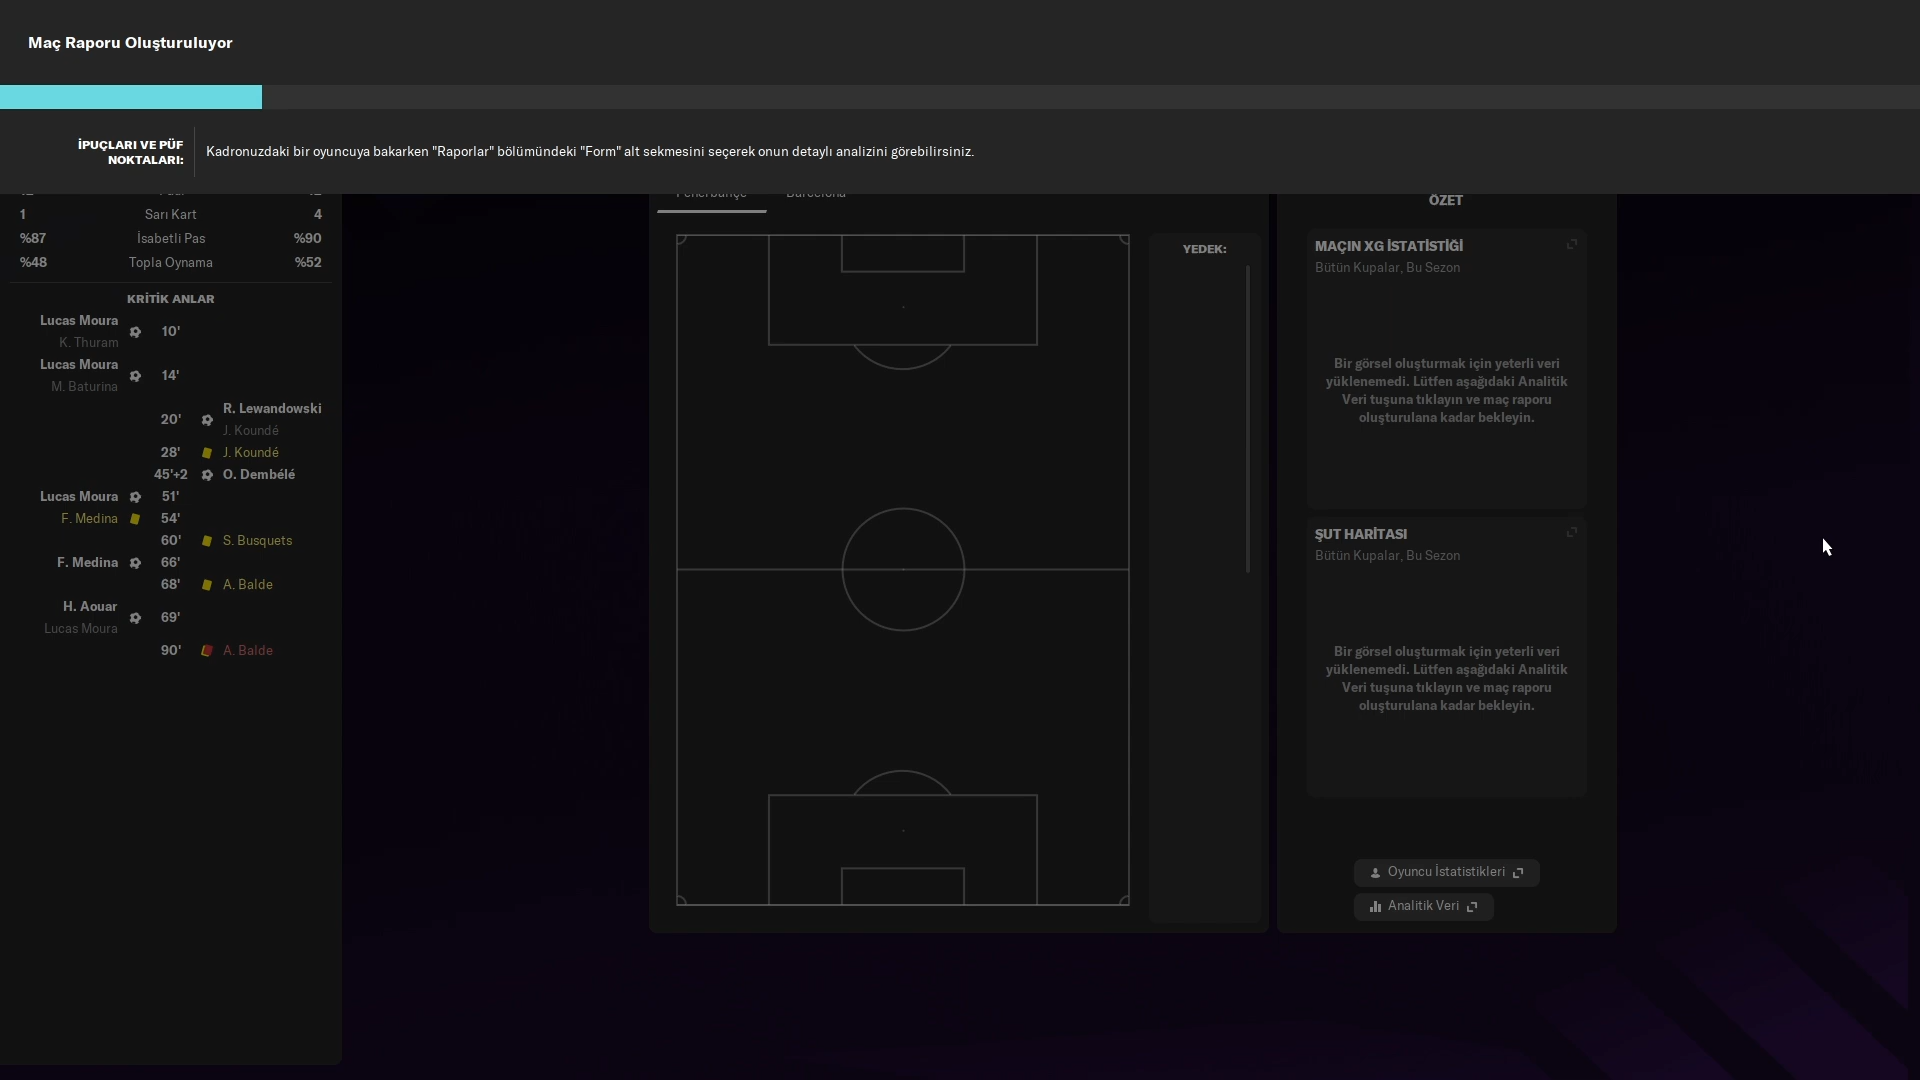 Maç Raporu Oluşturuluyor
İPUÇLARI VE PÜF
NOKTALARI:
Kadronuzdaki bir oyuncuya bakarken "Raporlar" bölümündeki "Form" alt sekmesini seçerek onun detaylı analizini görebilirsiniz.
Fenerbahçe Barcelona
ÖZET
1 Sarı Kart 4
%87 İsabetli Pas %90
%48 Topla Oynama %52
KRİTİK ANLAR
Lucas Moura 10'
K. Thuram
Lucas Moura 14'
M. Baturina
20' R. Lewandowski
J. Koundé
28' J. Koundé
45'+2 O. Dembélé
Lucas Moura 51'
F. Medina 54'
60' S. Busquets
F. Medina 66'
68' A. Balde
H. Aouar 69'
Lucas Moura
90' A. Balde
YEDEK:
MAÇIN XG İSTATİSTİĞİ
Bütün Kupalar, Bu Sezon
Bir görsel oluşturmak için yeterli veri
yüklenemedi. Lütfen aşağıdaki Analitik
Veri tuşuna tıklayın ve maç raporu
oluşturulana kadar bekleyin.
ŞUT HARİTASI
Bütün Kupalar, Bu Sezon
Bir görsel oluşturmak için yeterli veri
yüklenemedi. Lütfen aşağıdaki Analitik
Veri tuşuna tıklayın ve maç raporu
oluşturulana kadar bekleyin.
Oyuncu İstatistikleri
Analitik Veri